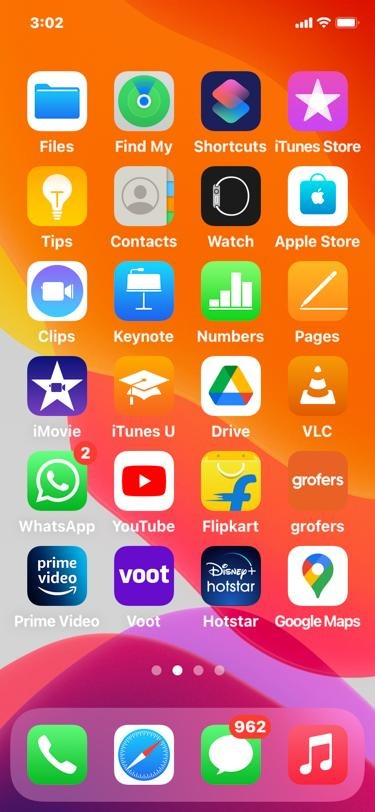 3:02
Files
Find My
Shortcuts
iTunes Store
Tips
Contacts
Watch
Apple Store
Clips
Keynote
Numbers
Pages
iMovie
iTunes U
Drive
VLC
2
WhatsApp
YouTube
Flipkart
grofers
grofers
prime video
voot
Disney+ hotstar
Prime Video
Voot
Hotstar
Google Maps
962